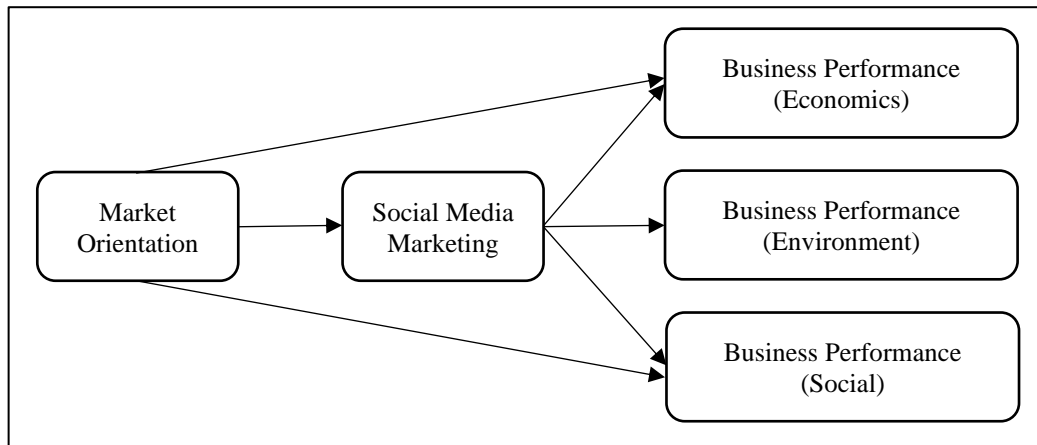 Business Performance
(Economics)
Market
Orientation
Social Media
Marketing
Business Performance
(Environment)
Business Performance
(Social)